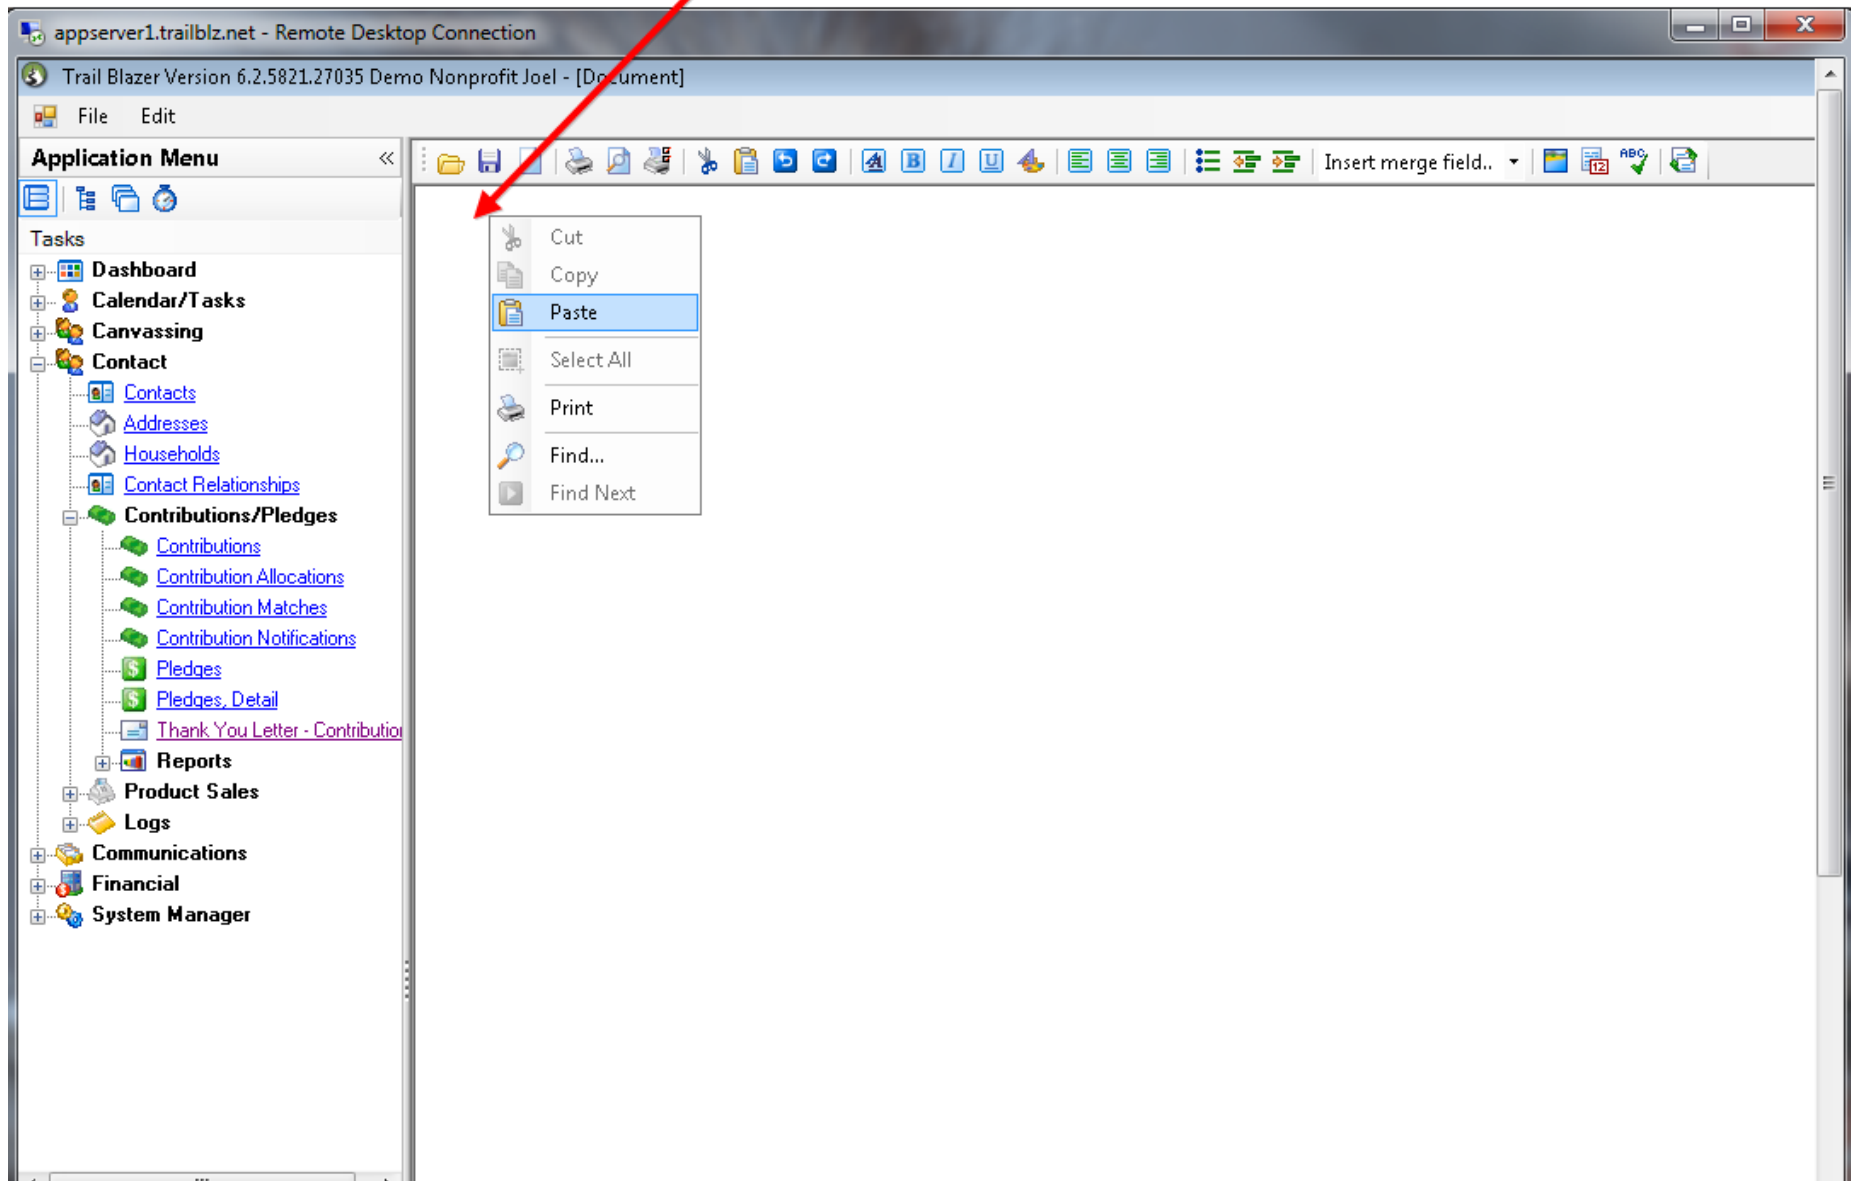 appserver1.trailblz.net - Remote Desktop Connection
Trail Blazer Version 6.2.5821.27035 Demo Nonprofit Joel - [Document]
File Edit
Application Menu
Insert merge field..
12 ABC
A B I U
Tasks
Dashboard
Calendar/Tasks
Canvassing
Contact
Contacts
Addresses
Households
Contact Relationships
Contributions/Pledges
Contributions
Contribution Allocations
Contribution Matches
Contribution Notifications
Pledges
Pledges, Detail
Thank You Letter - Contribution
Reports
Product Sales
Logs
Communications
Financial
System Manager
Cut
Copy
Paste
Select All
Print
Find...
Find Next